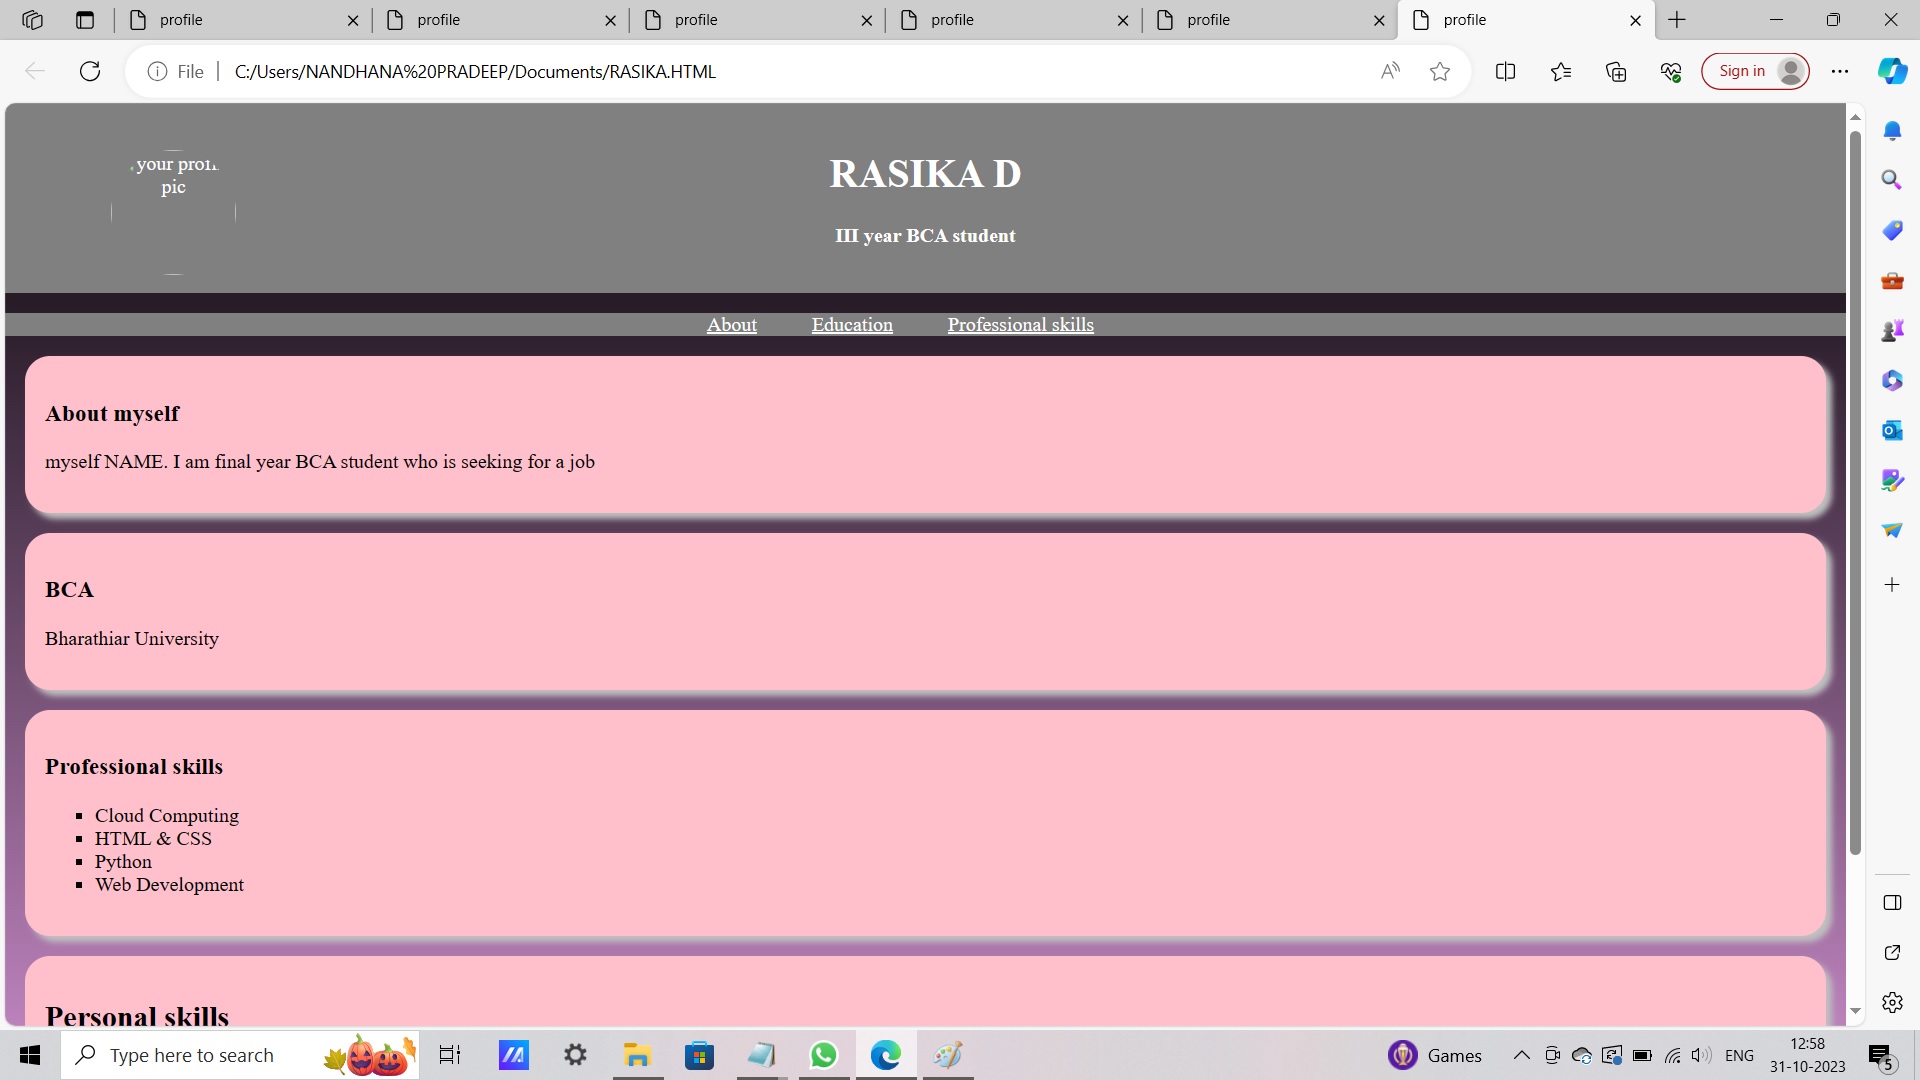 profile
profile
profile
profile
profile
profile
File
C:/Users/NANDHANA%20PRADEEP/Documents/RASIKA.HTML
Sign in
your
pic
RASIKA D
III year BCA student
About
Education
Professional skills
About myself
myself NAME. I am final year BCA student who is seeking for a job
BCA
Bharathiar University
Professional skills
Cloud Computing
HTML & CSS
Python
Web Development
Personal skills
Type here to search
Games
ENG
12:58
31-10-2023
5